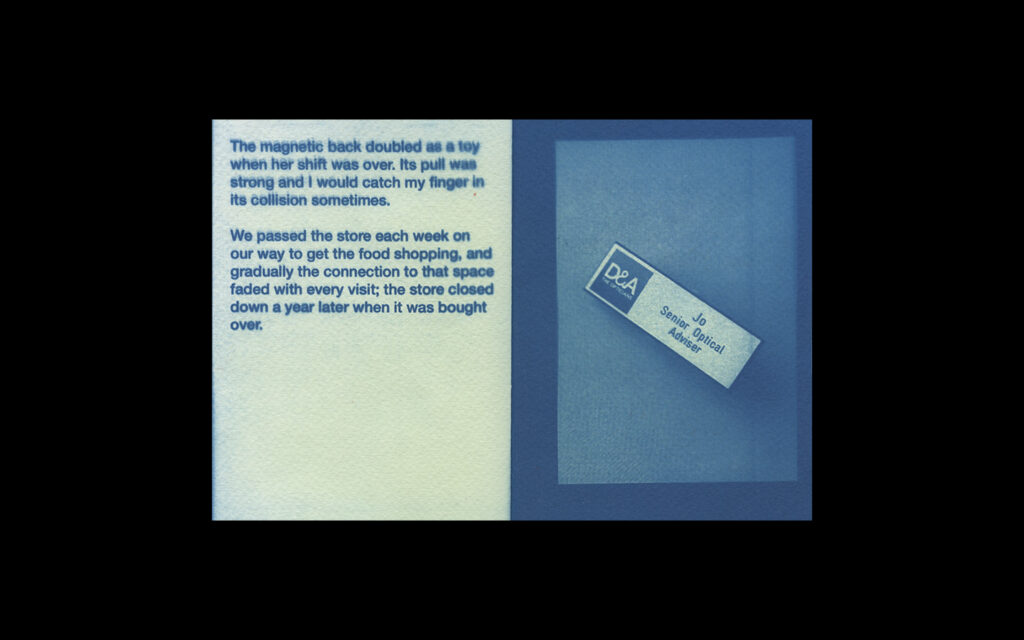 The magnetic back doubled as a toy
when her shift was over. Its pull was
strong and I would catch my finger in
its collision sometimes.
We passed the store each week on
our way to get the food shopping, and
gradually the connection to that space
faded with every visit; the store closed
down a year later when it was bought
over.
D&A
THE OPTICIANS
Jo
Senior Optical
Adviser